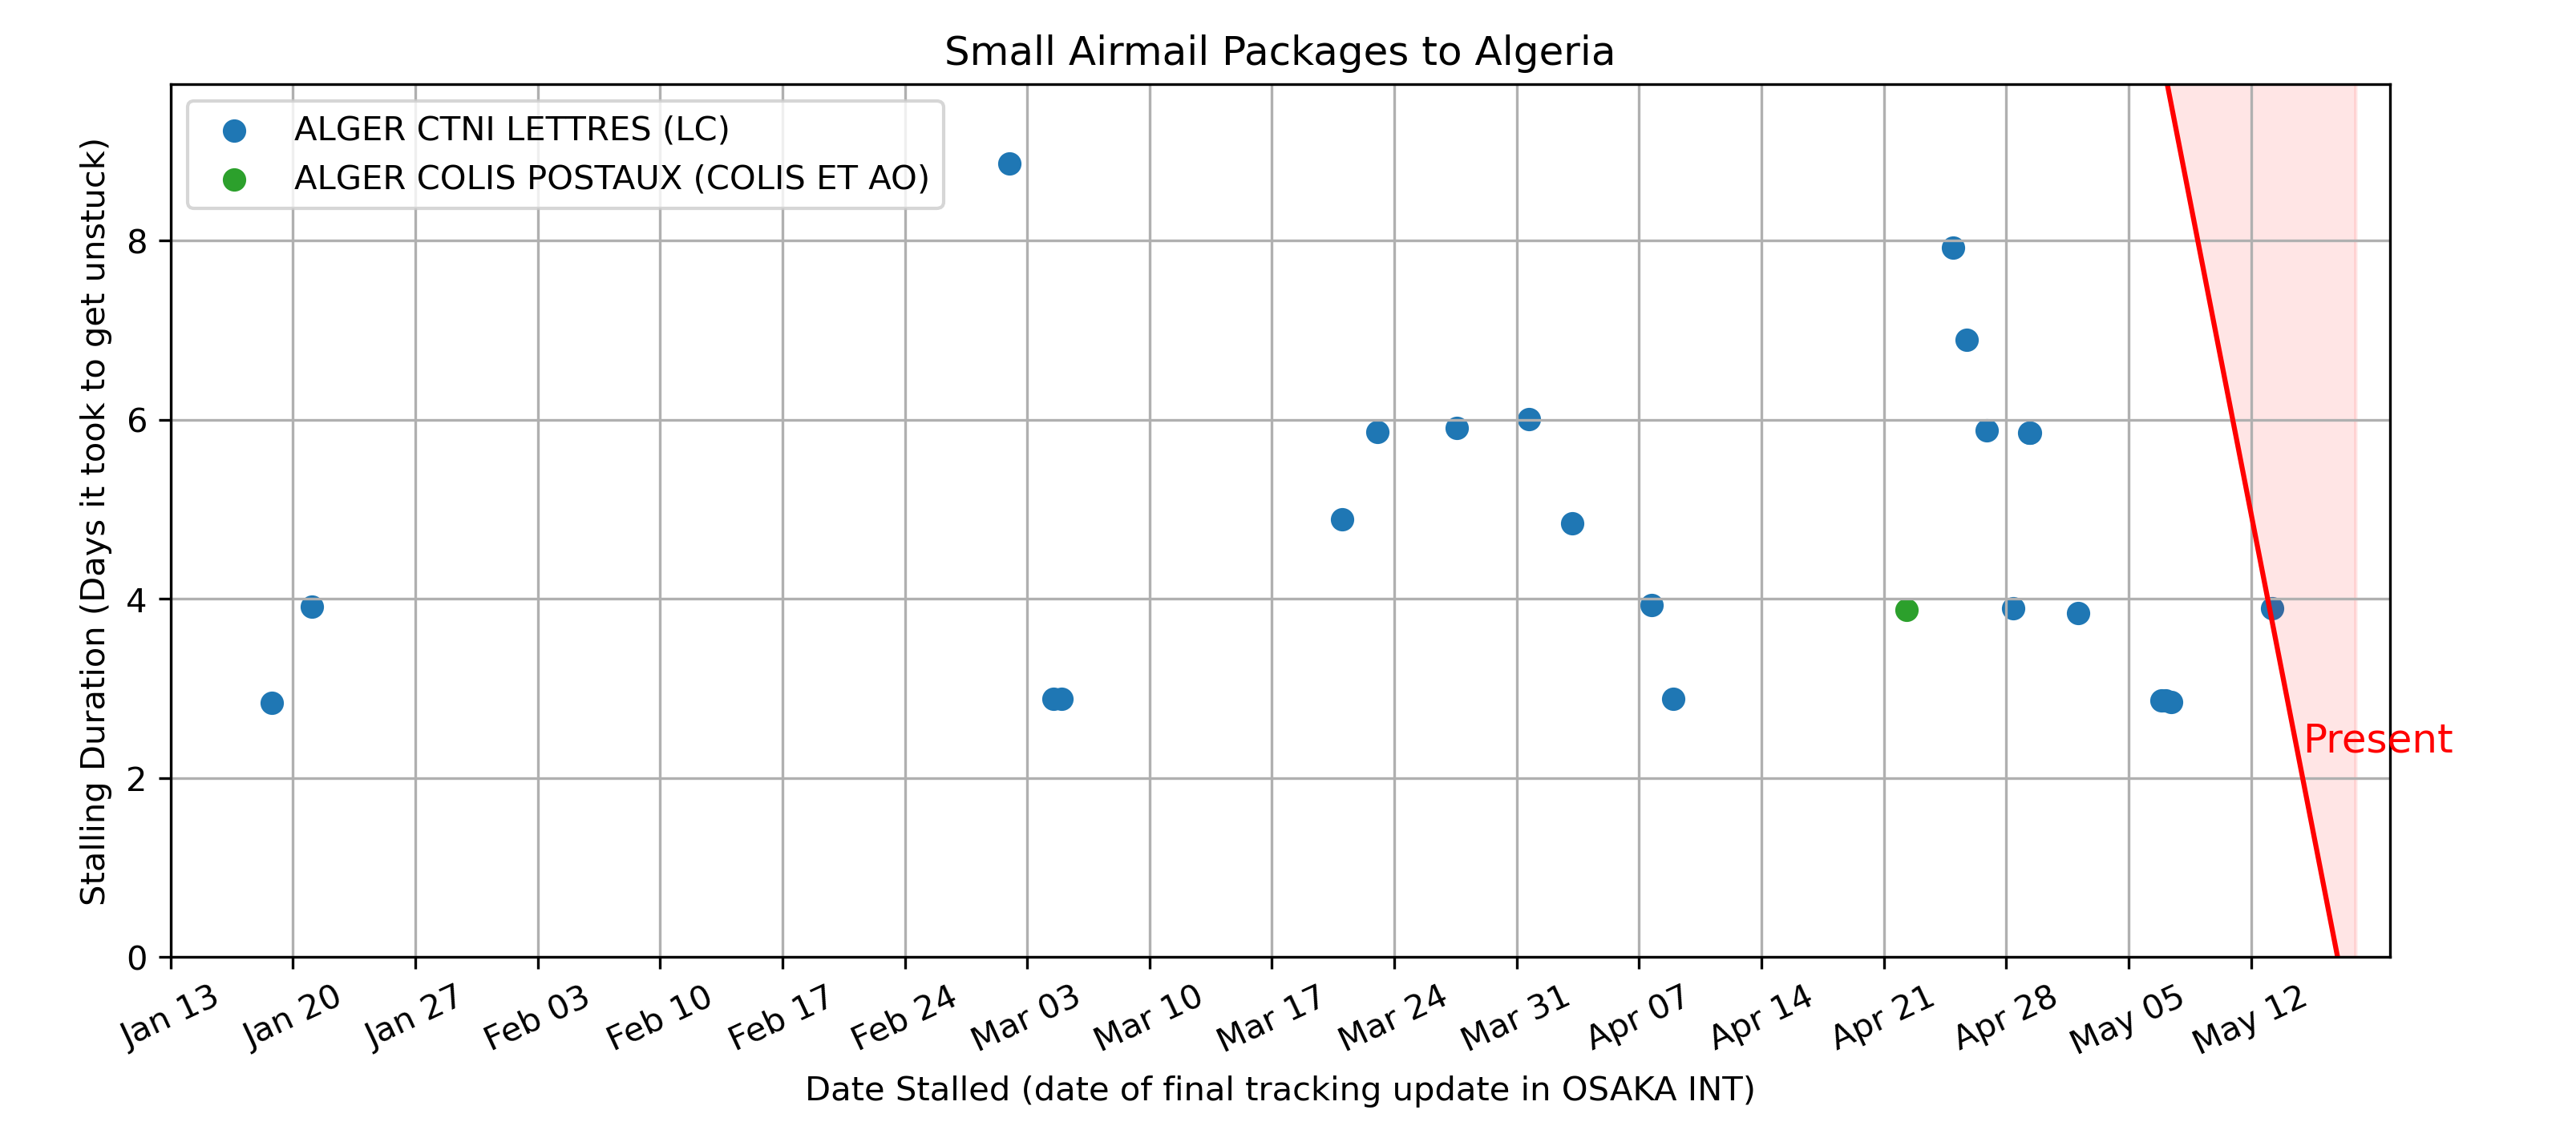 Small Airmail Packages to Algeria
ALGER CTNI LETTRES (LC)
ALGER COLIS POSTAUX (COLIS ET AO)
Stalling Duration (Days it took to get unstuck)
8
6
4
2
0
Present
Jan 13
Jan 20
Jan 27
Feb 03
Feb 10
Feb 17
Feb 24
Mar 03
Mar 10
Mar 17
Mar 24
Mar 31
Apr 07
Apr 14
Apr 21
Apr 28
May 05
May 12
Date Stalled (date of final tracking update in OSAKA INT)